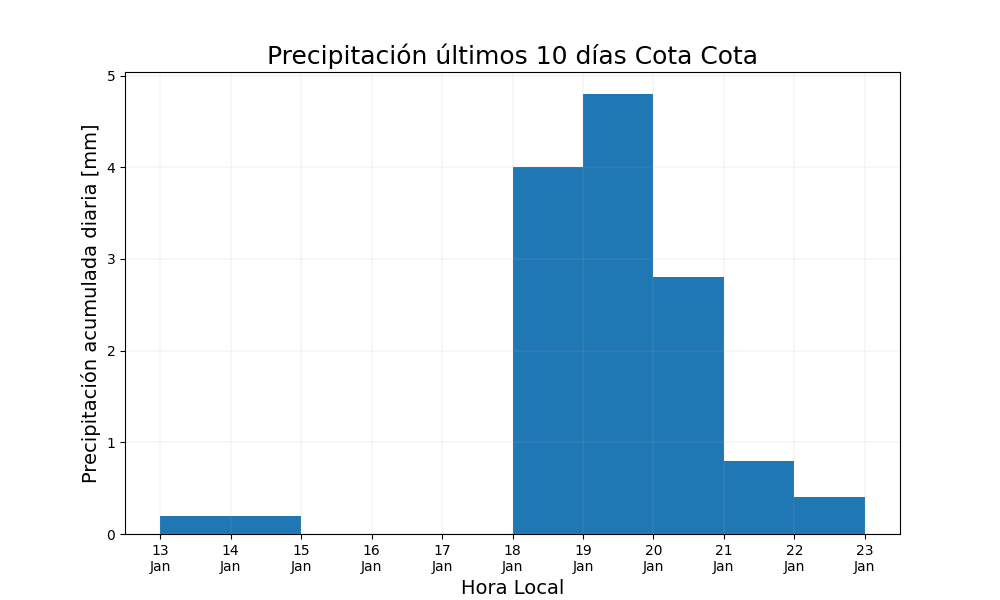 Precipitación últimos 10 días Cota Cota
Precipitación acumulada diaria [mm]
5
4
3
2
1
0
13 14 15 16 17 18 19 20 21 22 23
Jan Jan Jan Jan Jan Jan Jan Jan Jan Jan Jan
Hora Local